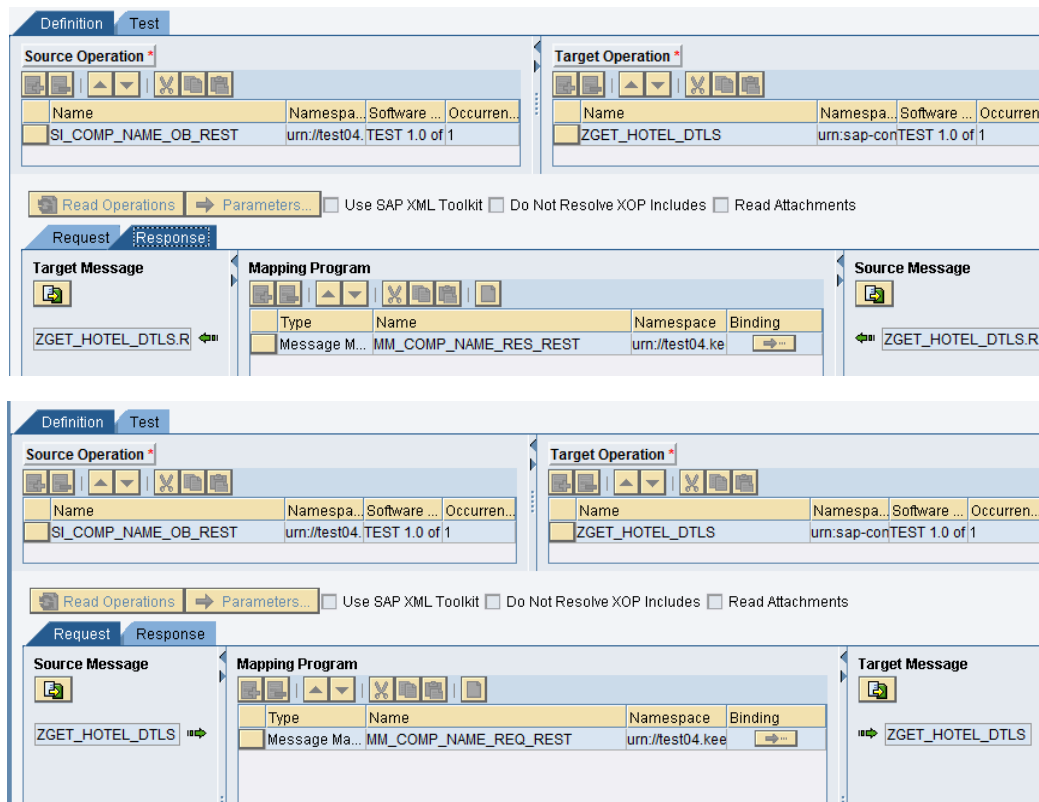 Definition Test
Source Operation * Target Operation *
Name Namespa... Software ... Occurren... Name Namespa... Software ... Occurren
SI_COMP_NAME_OB_REST urn://test04. TEST 1.0 of 1 ZGET_HOTEL_DTLS urn:sap-con TEST 1.0 of 1
Read Operations Parameters... Use SAP XML Toolkit Do Not Resolve XOP Includes Read Attachments
Request Response
Target Message Mapping Program Source Message
Type Name Namespace Binding
ZGET_HOTEL_DTLS.R Message M... MM_COMP_NAME_RES_REST urn://test04.ke ZGET_HOTEL_DTLS.R
Definition Test
Source Operation * Target Operation *
Name Namespa... Software ... Occurren... Name Namespa... Software ... Occurren...
SI_COMP_NAME_OB_REST urn://test04. TEST 1.0 of 1 ZGET_HOTEL_DTLS urn:sap-con TEST 1.0 of 1
Read Operations Parameters... Use SAP XML Toolkit Do Not Resolve XOP Includes Read Attachments
Request Response
Source Message Mapping Program Target Message
Type Name Namespace Binding
ZGET_HOTEL_DTLS Message Ma... MM_COMP_NAME_REQ_REST urn://test04.kee ZGET_HOTEL_DTLS